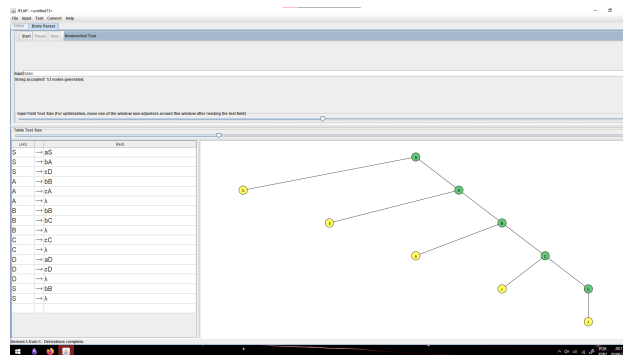 JFLAP : <untitled13>
File Input Test Convert Help
Editor Brute Parser
Start Pause Step Noninverted Tree
Input
String accepted! 13 nodes generated.
Input Field Text Size (For optimization, move one of the window size adjustors around this window after resizing the text field)
Table Text Size
LHS RHS
S → aS
S → bA
S → cD
A → bB
A → cA
A → λ
B → bB
B → bC
B → λ
C → cC
C → λ
D → aD
D → cD
D → λ
S → bB
S → λ
Derived λ from C. Derivations complete.
POR